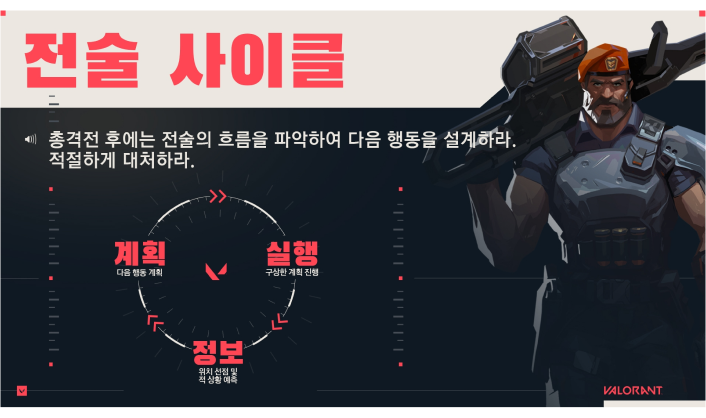 전술 사이클
총격전 후에는 전술의 흐름을 파악하여 다음 행동을 설계하라.
적절하게 대처하라.
계획
다음 행동 계획
실행
구상한 계획 진행
정보
위치 선점 및
적 상황 예측
VALORANT